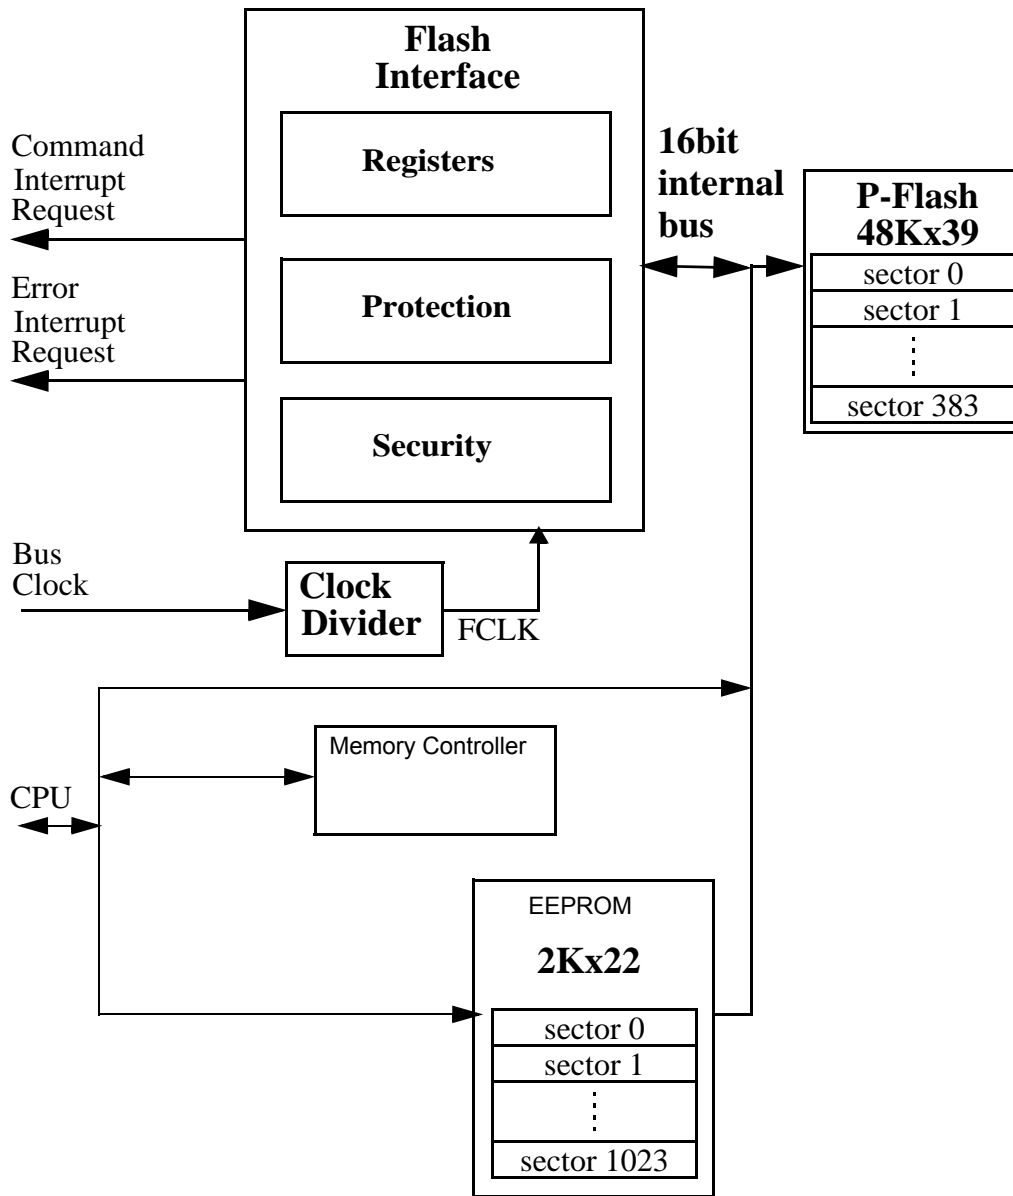 Flash
Interface
Registers
Protection
Security
Command
Interrupt
Request
Error
Interrupt
Request
16bit
internal
bus
P-Flash
48Kx39
sector 0
sector 1
sector 383
Bus
Clock
Clock
Divider
FCLK
Memory Controller
CPU
EEPROM
2Kx22
sector 0
sector 1
sector 1023